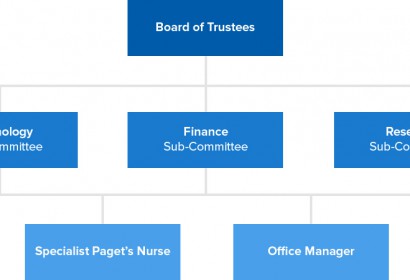 Board of Trustees
Finance
Sub-Committee
Specialist Paget's Nurse
Office Manager